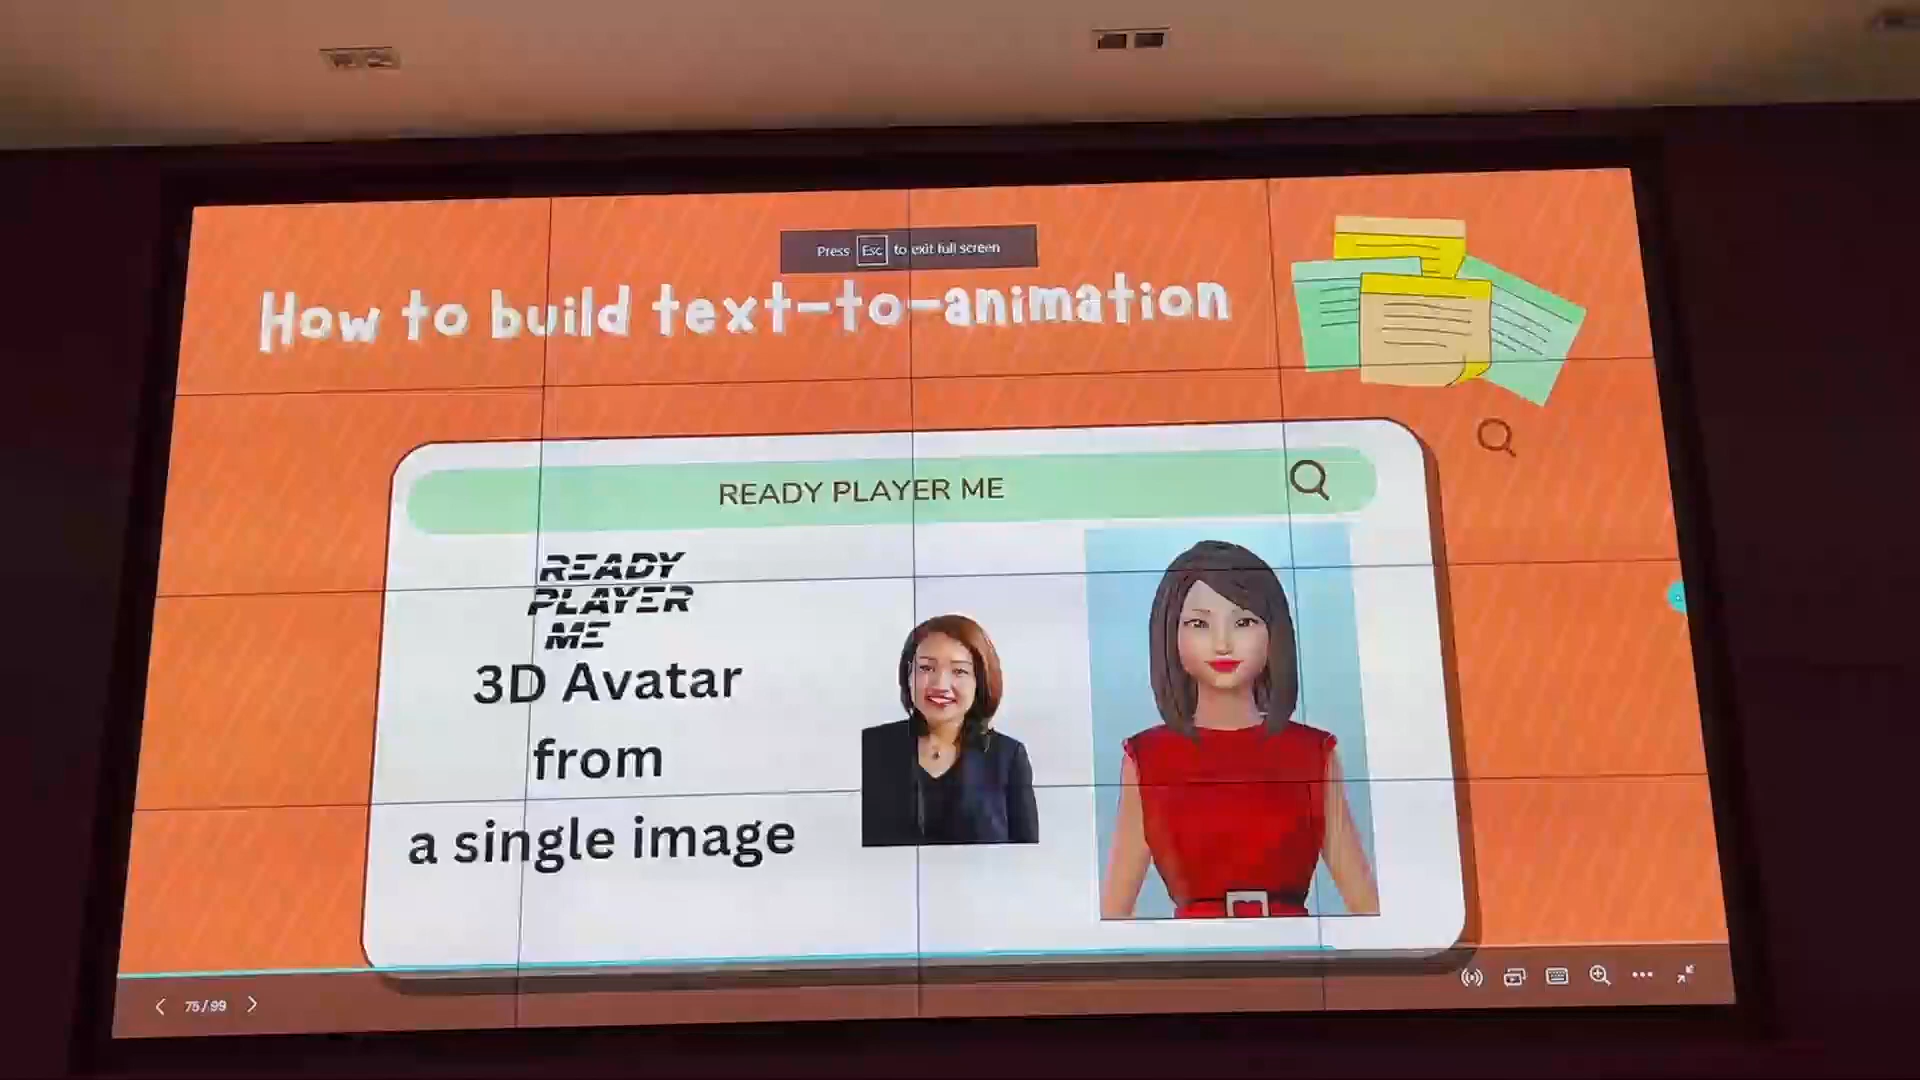 Press Esc to exit full screen
How to build text-to-animation
READY PLAYER ME
READY
PLAYER
ME
3D Avatar
from
a single image
75 / 99